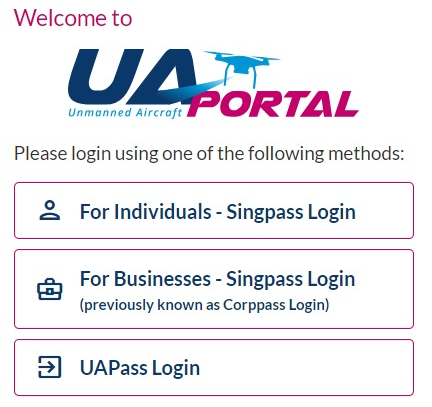 Welcome to
UA
Unmanned Aircraft PORTAL
Please login using one of the following methods:
For Individuals - Singpass Login
For Businesses - Singpass Login
(previously known as Corppass Login)
UAPass Login